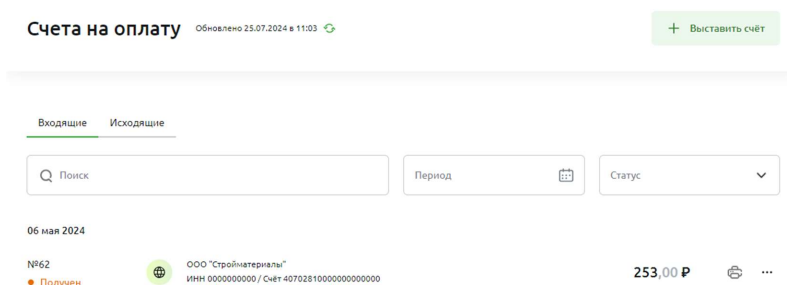 Счета на оплату Обновлено 25.07.2024 в 11:03
+ Выставить счёт
Входящие Исходящие
Поиск Период Статус
06 мая 2024
№62 ООО "Стройматериалы" 253,00 ₽ ...
ИНН 0000000000 / Счёт 40702810000000000000
Получен